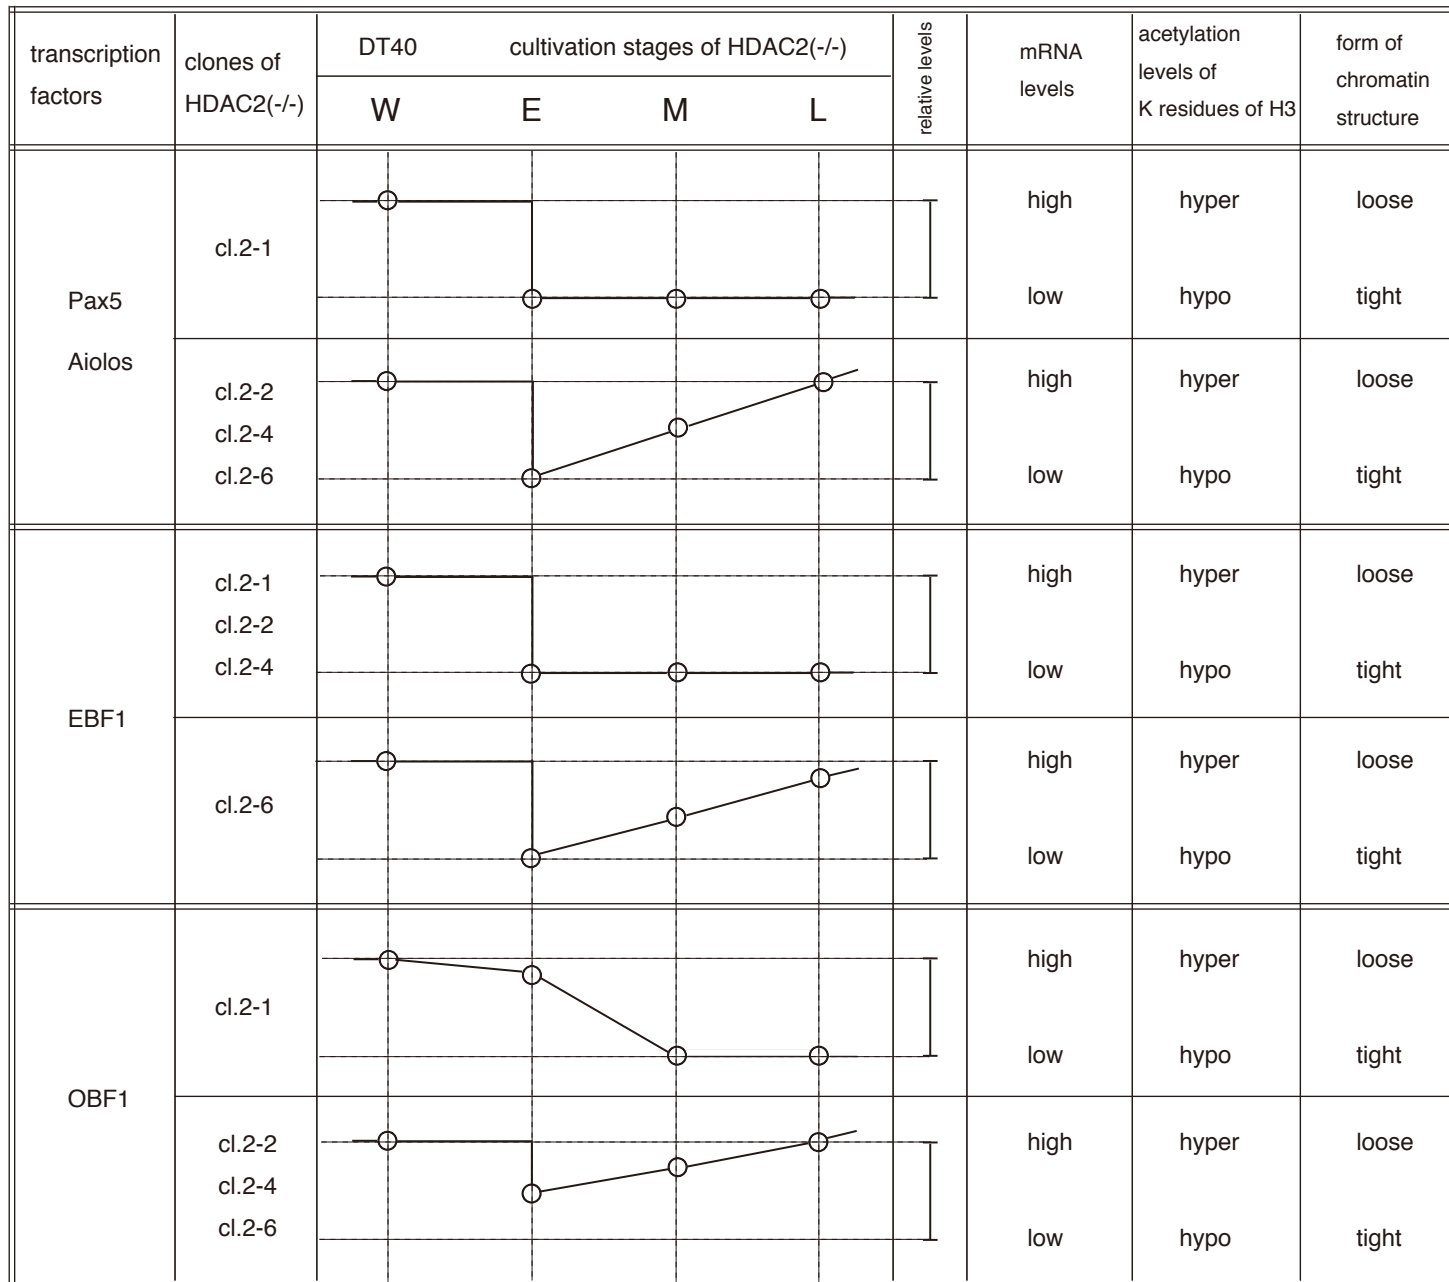 transcription
factors
clones of
HDAC2(-/-)
DT40
cultivation stages of HDAC2(-/-)
W
E
M
L
relative levels
mRNA
levels
acetylation
levels of
K residues of H3
form of
chromatin
structure
Pax5
Aiolos
cl.2-1
high
hyper
loose
low
hypo
tight
cl.2-2
cl.2-4
cl.2-6
high
hyper
loose
low
hypo
tight
EBF1
cl.2-1
cl.2-2
cl.2-4
high
hyper
loose
low
hypo
tight
cl.2-6
high
hyper
loose
low
hypo
tight
OBF1
cl.2-1
high
hyper
loose
low
hypo
tight
cl.2-2
cl.2-4
cl.2-6
high
hyper
loose
low
hypo
tight